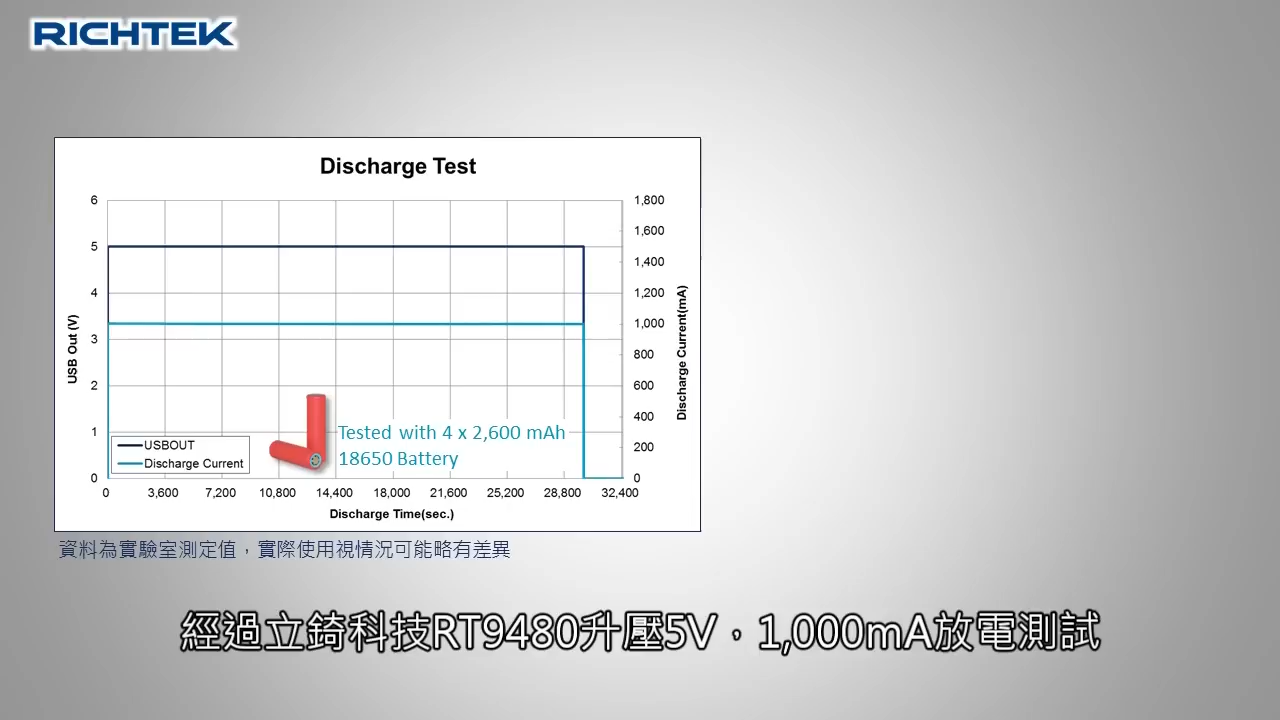 RICHTEK
Discharge Test
6
5
4
3
2
1
0
USB Out (V)
1,800
1,600
1,400
1,200
1,000
800
600
400
200
0
Discharge Current(mA)
USBOUT
Discharge Current
Tested with 4 x 2,600 mAh
18650 Battery
0 3,600 7,200 10,800 14,400 18,000 21,600 25,200 28,800 32,400
Discharge Time(sec.)
資料為實驗室測定值，實際使用視情況可能略有差異
經過立錡科技RT9480升壓5V，1,000mA放電測試